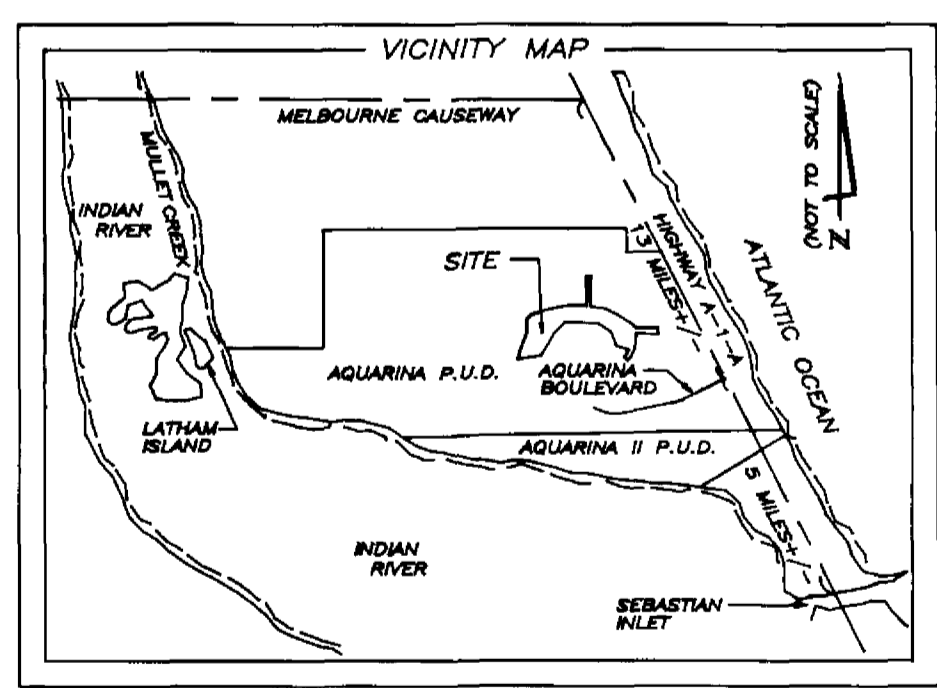 VICINITY MAP
MELBOURNE CAUSEWAY
MULLET CREEK
INDIAN
RIVER
(NOT TO SCALE)
N
SITE
HIGHWAY A-1-A
13 MILES±
ATLANTIC OCEAN
AQUARINA P.U.D.
AQUARINA
BOULEVARD
LATHAM
ISLAND
AQUARINA II P.U.D.
5 MILES±
INDIAN
RIVER
SEBASTIAN
INLET